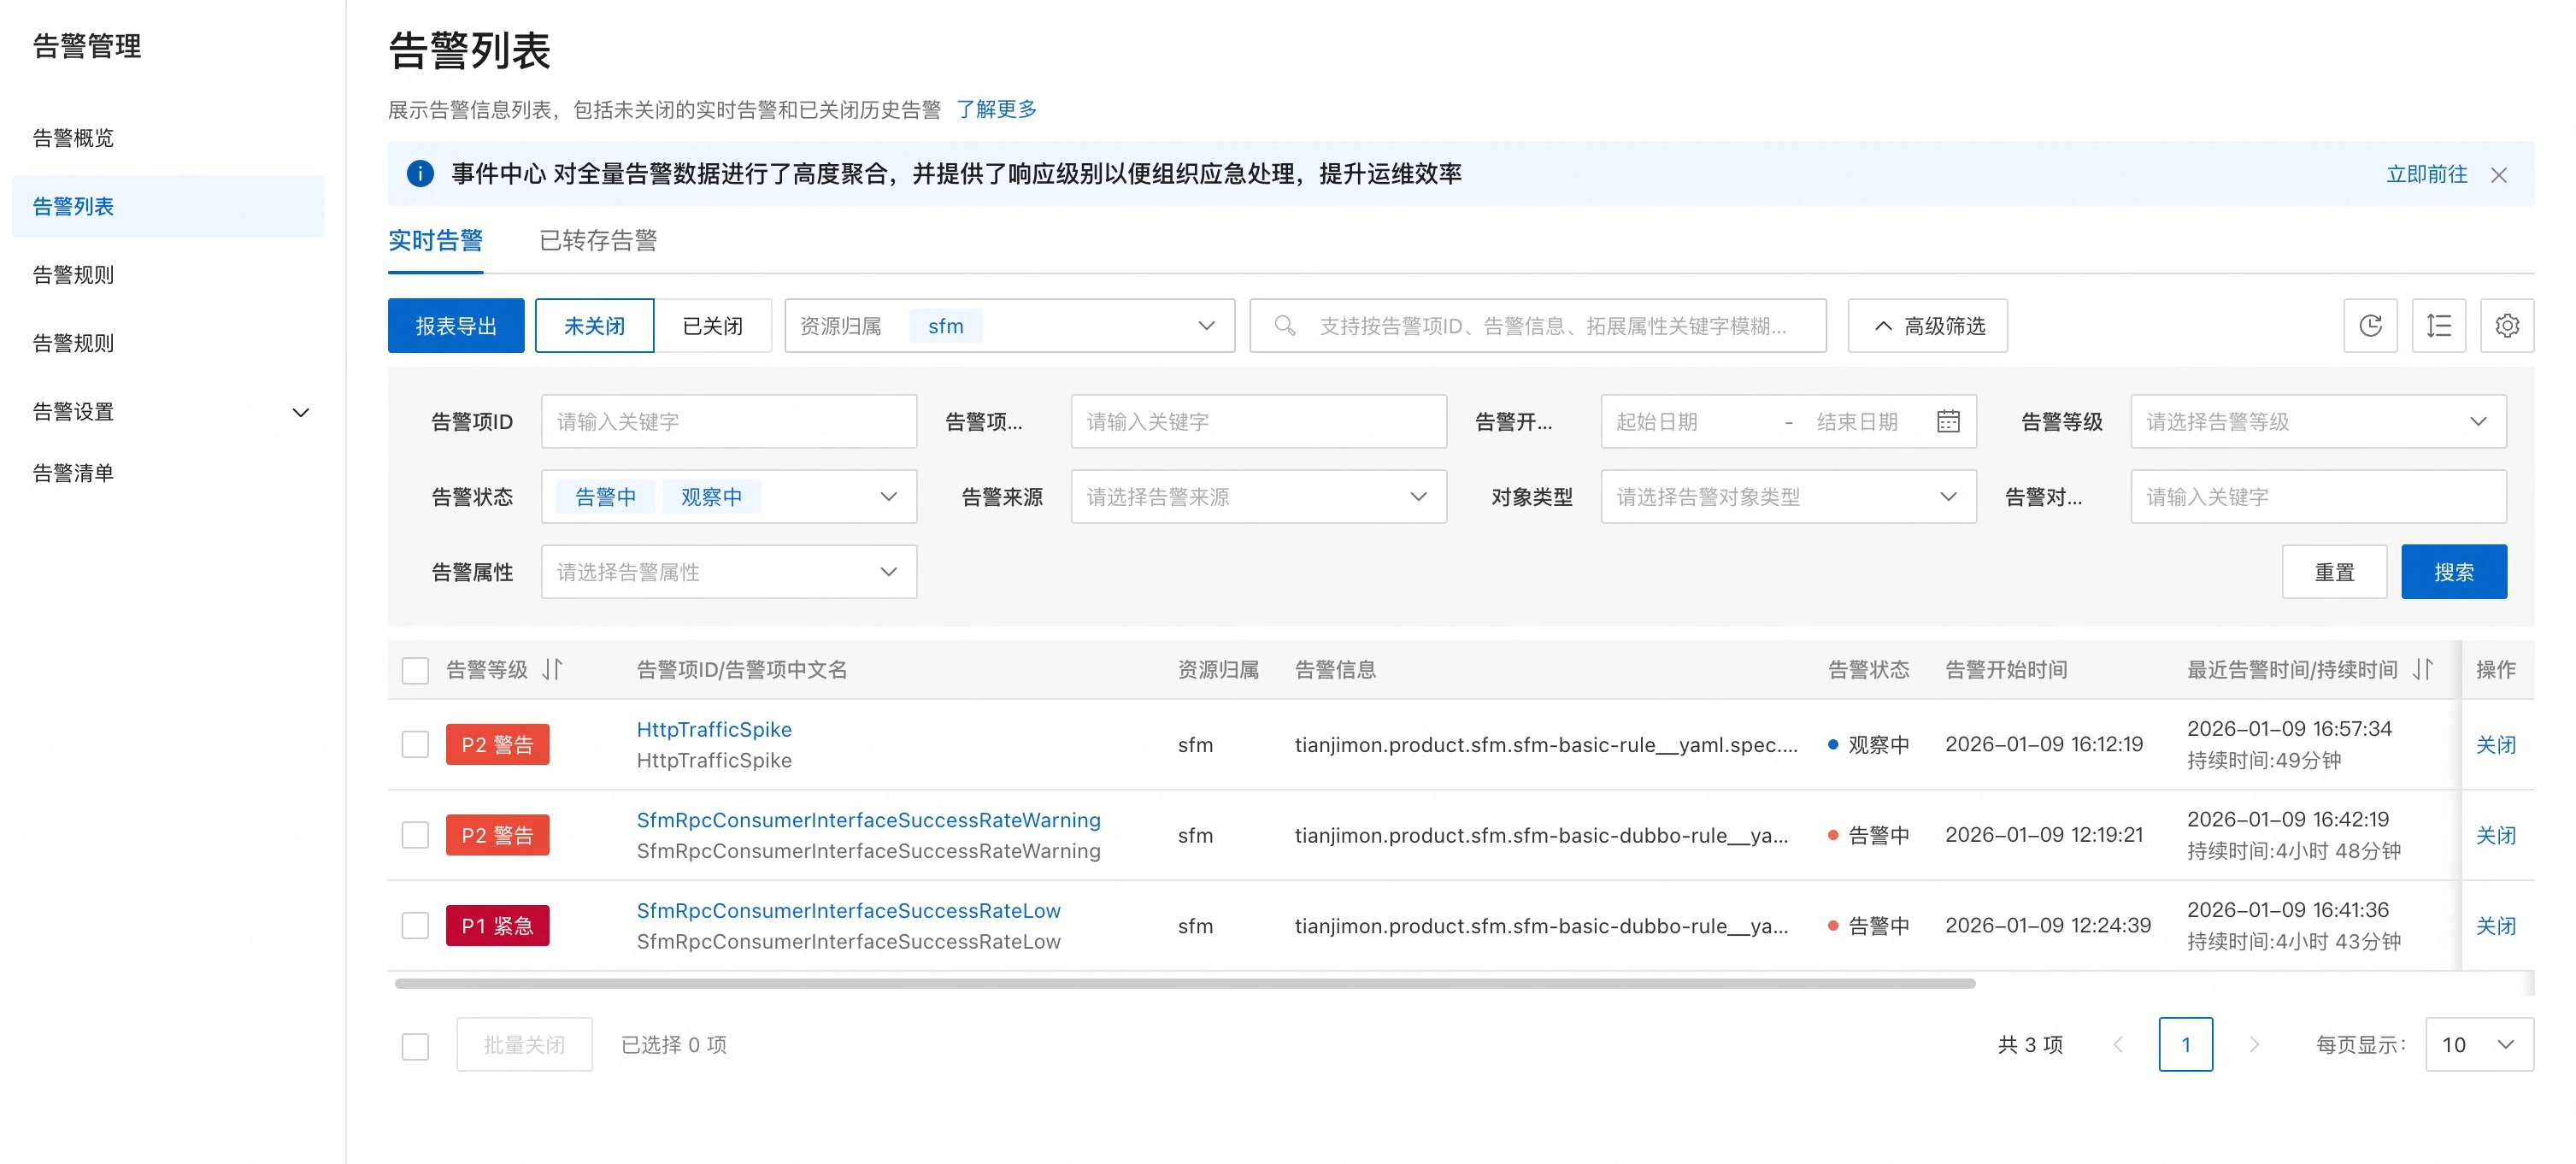 告警管理
告警概览
告警列表
告警规则
告警规则
告警设置
告警清单
告警列表
展示告警信息列表，包括未关闭的实时告警和已关闭历史告警 了解更多
事件中心 对全量告警数据进行了高度聚合，并提供了响应级别以便组织应急处理，提升运维效率 立即前往
实时告警 已转存告警
报表导出 未关闭 已关闭 资源归属 sfm 支持按告警项ID、告警信息、拓展属性关键字模糊... 高级筛选
告警项ID 请输入关键字 告警项... 请输入关键字 告警开... 起始日期 - 结束日期 告警等级 请选择告警等级
告警状态 告警中 观察中 告警来源 请选择告警来源 对象类型 请选择告警对象类型 告警对... 请输入关键字
告警属性 请选择告警属性 重置 搜索
告警等级 告警项ID/告警项中文名 资源归属 告警信息 告警状态 告警开始时间 最近告警时间/持续时间 操作
P2 警告 HttpTrafficSpike sfm tianjimon.product.sfm.sfm-basic-rule__yaml.spec.... 观察中 2026-01-09 16:12:19 2026-01-09 16:57:34 关闭
HttpTrafficSpike 持续时间:49分钟
P2 警告 SfmRpcConsumerInterfaceSuccessRateWarning sfm tianjimon.product.sfm.sfm-basic-dubbo-rule__ya... 告警中 2026-01-09 12:19:21 2026-01-09 16:42:19 关闭
SfmRpcConsumerInterfaceSuccessRateWarning 持续时间:4小时 48分钟
P1 紧急 SfmRpcConsumerInterfaceSuccessRateLow sfm tianjimon.product.sfm.sfm-basic-dubbo-rule__ya... 告警中 2026-01-09 12:24:39 2026-01-09 16:41:36 关闭
SfmRpcConsumerInterfaceSuccessRateLow 持续时间:4小时 43分钟
批量关闭 已选择 0 项 共 3 项 1 每页显示: 10